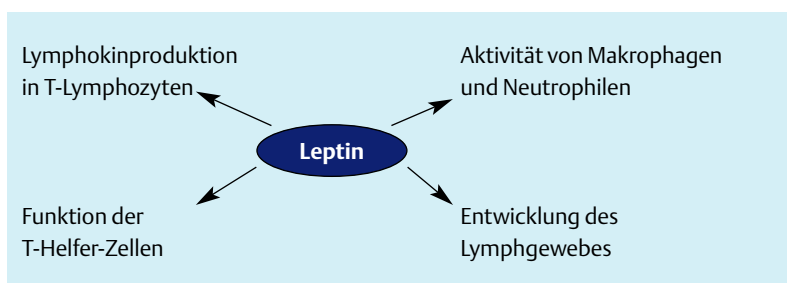 Lymphokinproduktion
in T-Lymphozyten
Aktivität von Makrophagen
und Neutrophilen
Leptin
Funktion der
T-Helfer-Zellen
Entwicklung des
Lymphgewebes